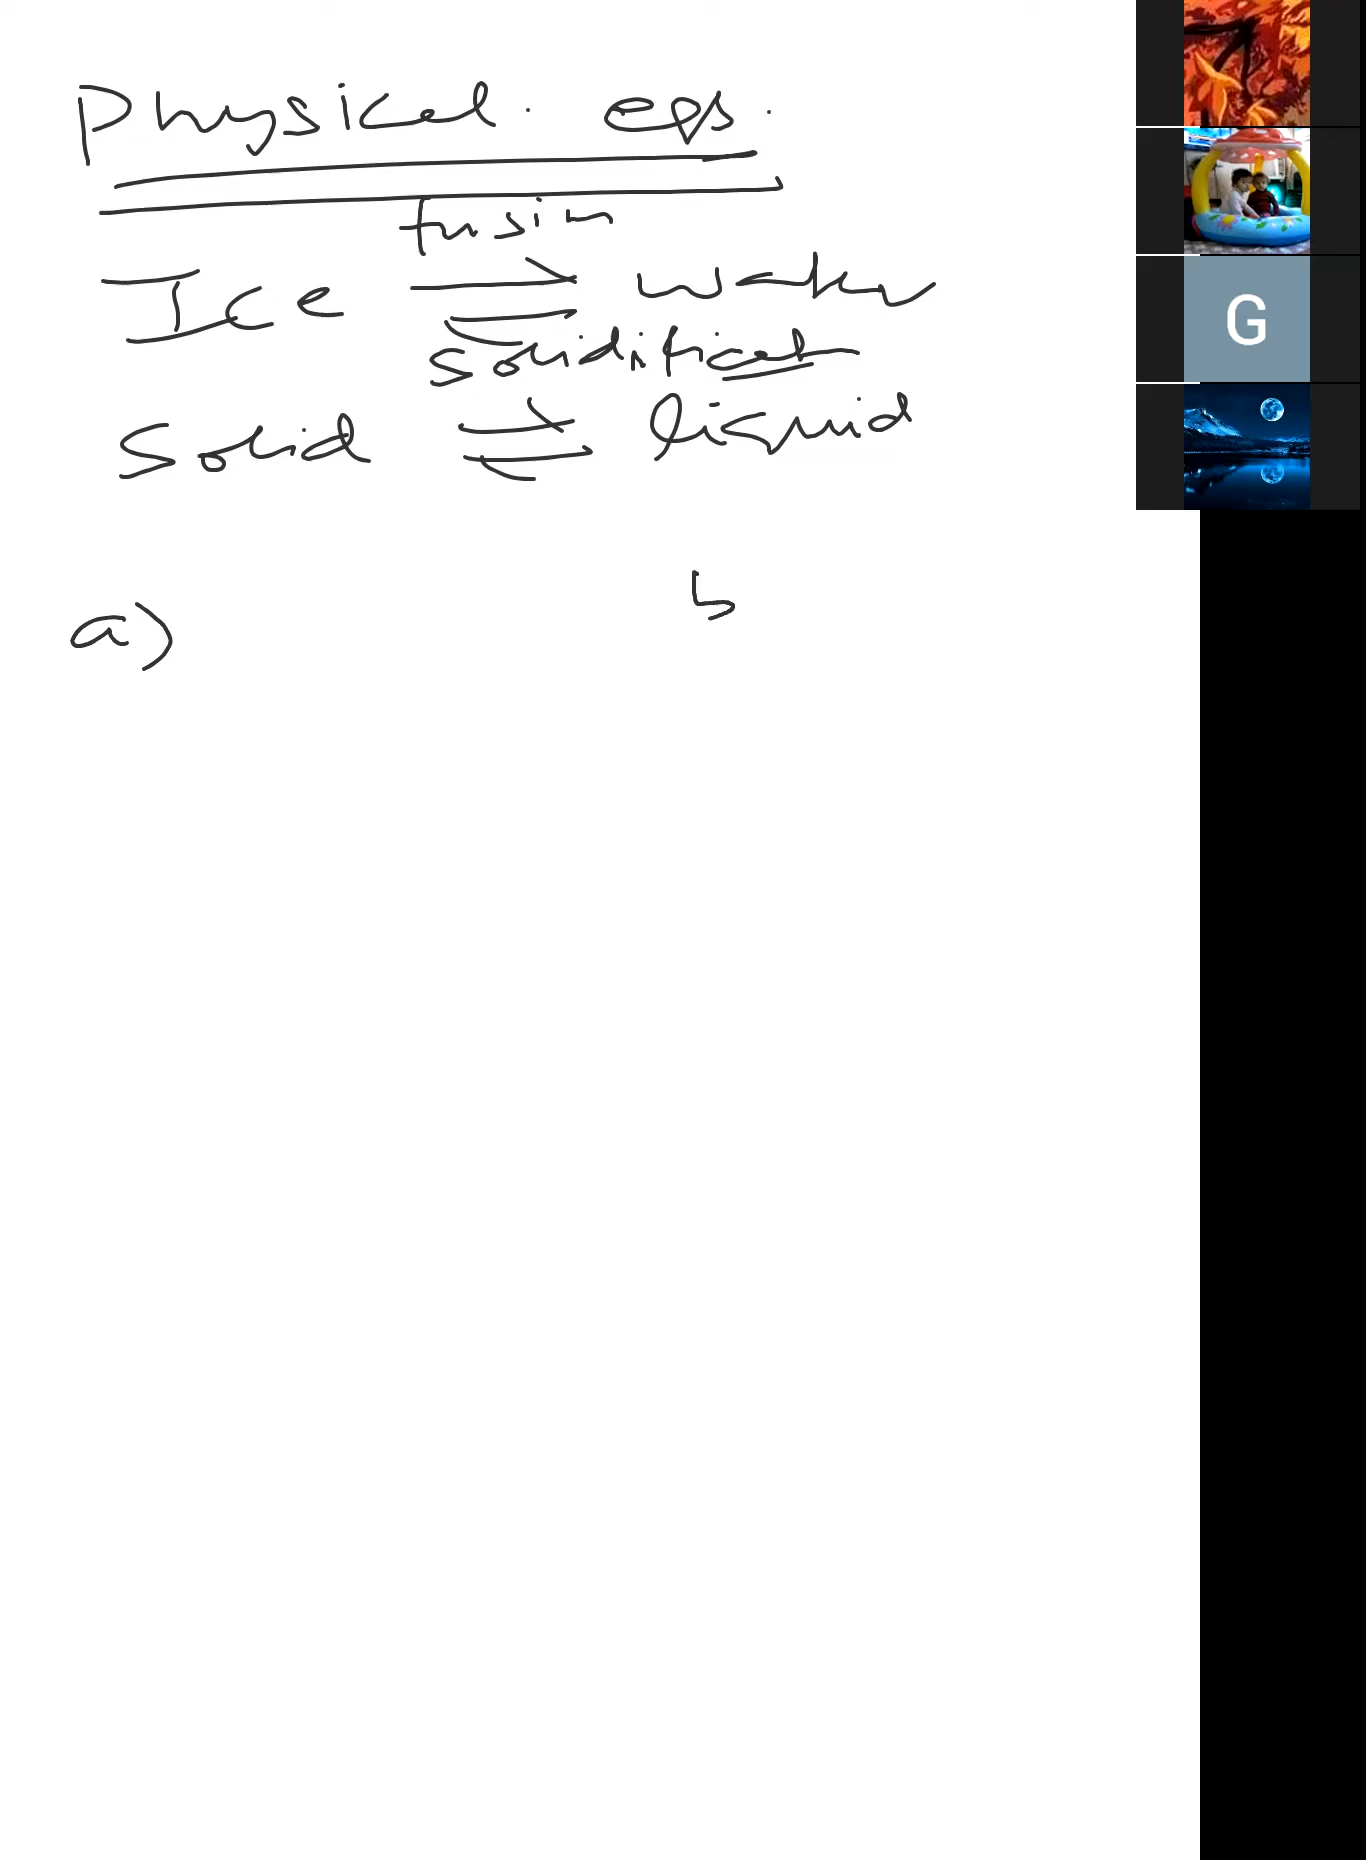 Physical. eqs.
fusion
Ice ⇌ water
solidificat
solid ⇌ liquid
a) b
G